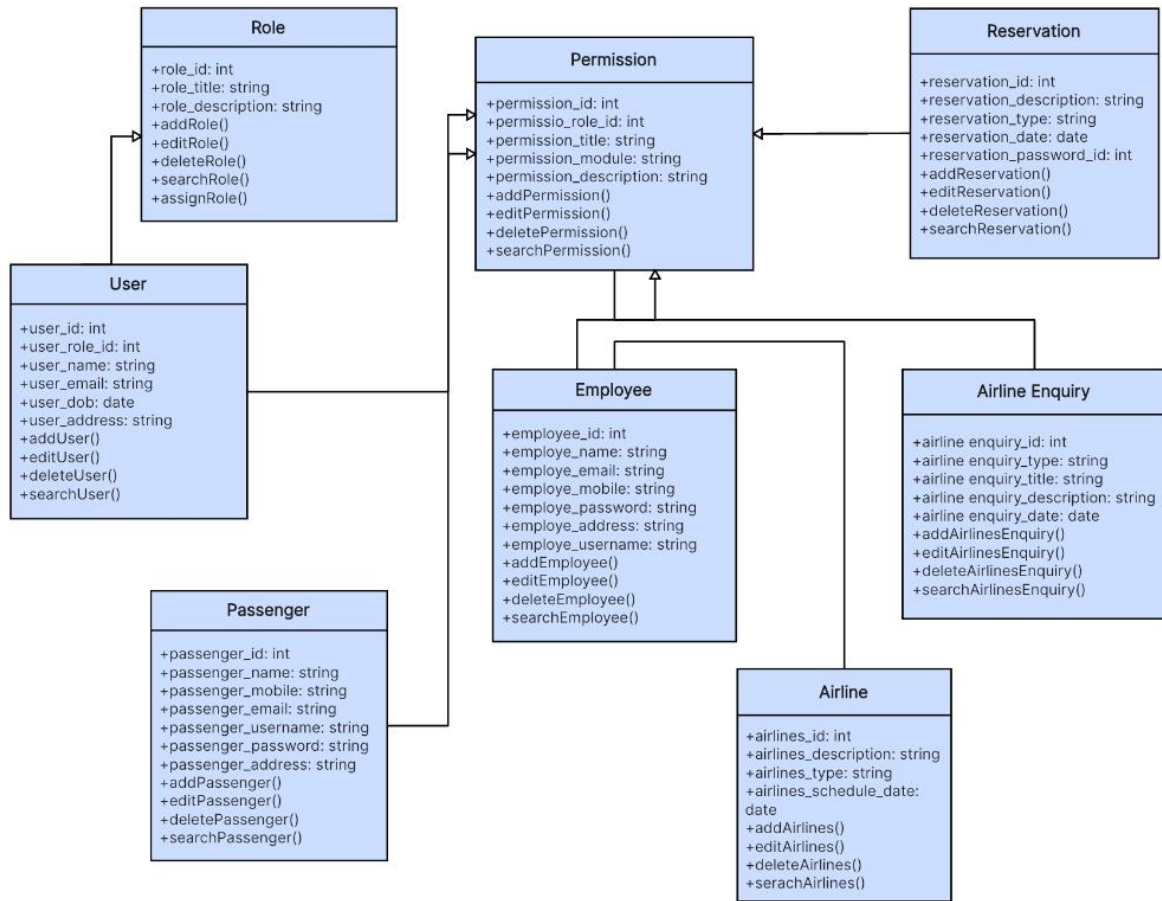 Role
+role_id: int
+role_title: string
+role_description: string
+addRole()
+editRole()
+deleteRole()
+searchRole()
+assignRole()
Permission
+permission_id: int
+permissio_role_id: int
+permission_title: string
+permission_module: string
+permission_description: string
+addPermission()
+editPermission()
+deletePermission()
+searchPermission()
Reservation
+reservation_id: int
+reservation_description: string
+reservation_type: string
+reservation_date: date
+reservation_password_id: int
+addReservation()
+editReservation()
+deleteReservation()
+searchReservation()
User
+user_id: int
+user_role_id: int
+user_name: string
+user_email: string
+user_dob: date
+user_address: string
+addUser()
+editUser()
+deleteUser()
+searchUser()
Employee
+employee_id: int
+employe_name: string
+employe_email: string
+employe_mobile: string
+employe_password: string
+employe_address: string
+employe_username: string
+addEmployee()
+editEmployee()
+deleteEmployee()
+searchEmployee()
Airline Enquiry
+airline enquiry_id: int
+airline enquiry_type: string
+airline enquiry_title: string
+airline enquiry_description: string
+airline enquiry_date: date
+addAirlinesEnquiry()
+editAirlinesEnquiry()
+deleteAirlinesEnquiry()
+searchAirlinesEnquiry()
Passenger
+passenger_id: int
+passenger_name: string
+passenger_mobile: string
+passenger_email: string
+passenger_username: string
+passenger_password: string
+passenger_address: string
+addPassenger()
+editPassenger()
+deletePassenger()
+searchPassenger()
Airline
+airlines_id: int
+airlines_description: string
+airlines_type: string
+airlines_schedule_date:
date
+addAirlines()
+editAirlines()
+deleteAirlines()
+serachAirlines()